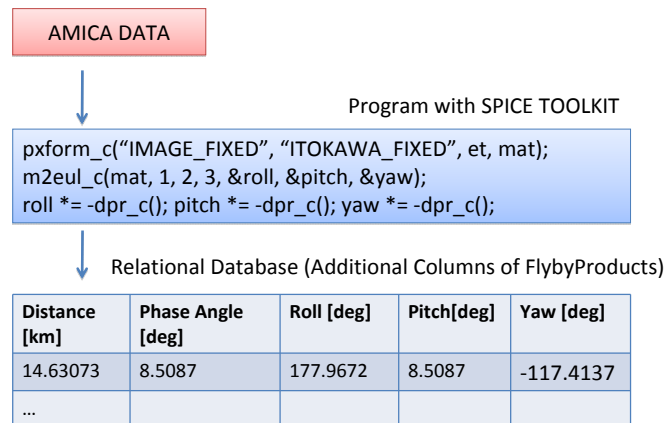 AMICA DATA
Program with SPICE TOOLKIT
pxform_c(“IMAGE_FIXED”, “ITOKAWA_FIXED”, et, mat);
m2eul_c(mat, 1, 2, 3, &roll, &pitch, &yaw);
roll *= -dpr_c(); pitch *= -dpr_c(); yaw *= -dpr_c();
Relational Database (Additional Columns of FlybyProducts)
Distance [km] Phase Angle [deg] Roll [deg] Pitch[deg] Yaw [deg]
14.63073 8.5087 177.9672 8.5087 -117.4137
...